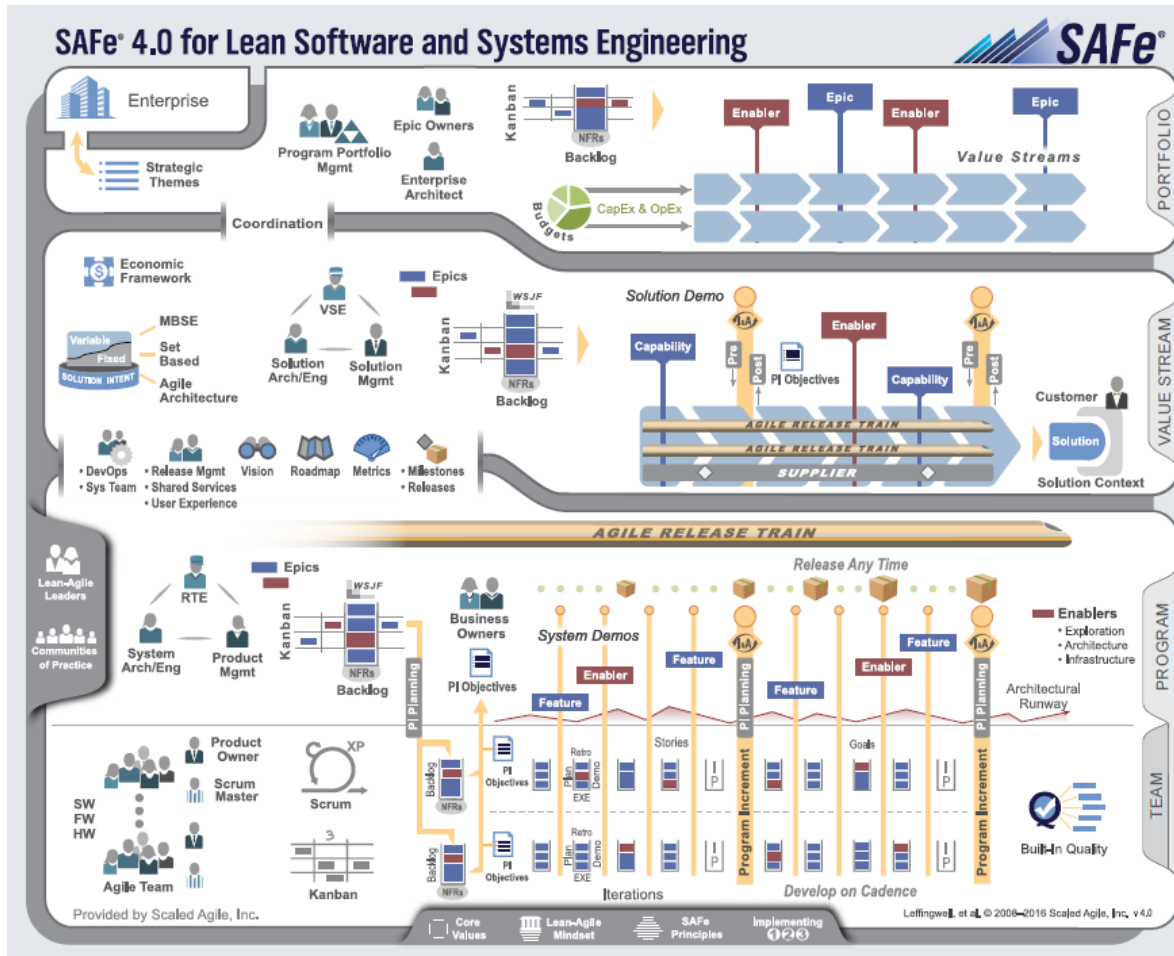 SAFe® 4.0 for Lean Software and Systems Engineering
SAFe®
Enterprise
Strategic
Themes
Program Portfolio
Mgmt
Epic Owners
Enterprise
Architect
Kanban
NFRs
Backlog
Enabler
Epic
Enabler
Epic
Value Streams
Budgets
CapEx & OpEx
PORTFOLIO
Coordination
Economic
Framework
Variable
Fixed
SOLUTION INTENT
MBSE
Set
Based
Agile
Architecture
VSE
Solution
Arch/Eng
Solution
Mgmt
Epics
Kanban
WSJF
NFRs
Backlog
Solution Demo
I&A
I&A
Capability
Pre
Post
PI Objectives
Enabler
Capability
Pre
Post
AGILE RELEASE TRAIN
AGILE RELEASE TRAIN
SUPPLIER
Customer
Solution
Solution Context
VALUE STREAM
• DevOps
• Sys Team
• Release Mgmt
• Shared Services
• User Experience
Vision
Roadmap
Metrics
• Milestones
• Releases
AGILE RELEASE TRAIN
Lean-Agile
Leaders
Communities
of Practice
RTE
System
Arch/Eng
Product
Mgmt
Epics
Kanban
WSJF
NFRs
Backlog
PI Planning
Business
Owners
PI Objectives
Release Any Time
System Demos
Feature
Enabler
Feature
I&A
PI Planning
Feature
Enabler
Feature
I&A
PI Planning
Enablers
• Exploration
• Architecture
• Infrastructure
Architectural
Runway
PROGRAM
SW
FW
HW
Product
Owner
Scrum
Master
Agile Team
XP
Scrum
3
Kanban
Backlog
NFRs
PI
Objectives
Plan
Retro
Demo
EXE
Stories
I
P
Program Increment
Goals
I
P
Program Increment
Backlog
NFRs
PI
Objectives
Plan
Retro
Demo
EXE
I
P
I
P
Iterations
Develop on Cadence
Q
Built-In Quality
TEAM
Provided by Scaled Agile, Inc.
Leffingwell, et al. © 2008–2016 Scaled Agile, Inc. v4.0
Core
Values
Lean-Agile
Mindset
SAFe
Principles
Implementing
1 2 3